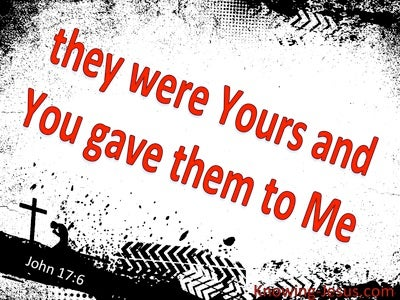 they were Yours and
You gave them to Me
John 17:6
Knowing-Jesus.com